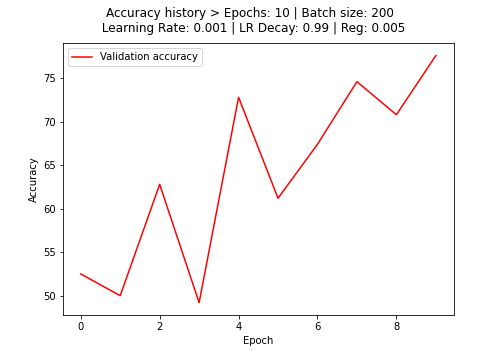 Accuracy history > Epochs: 10 | Batch size: 200
Learning Rate: 0.001 | LR Decay: 0.99 | Reg: 0.005
Validation accuracy
Accuracy
75
70
65
60
55
50
0
2
4
6
8
Epoch